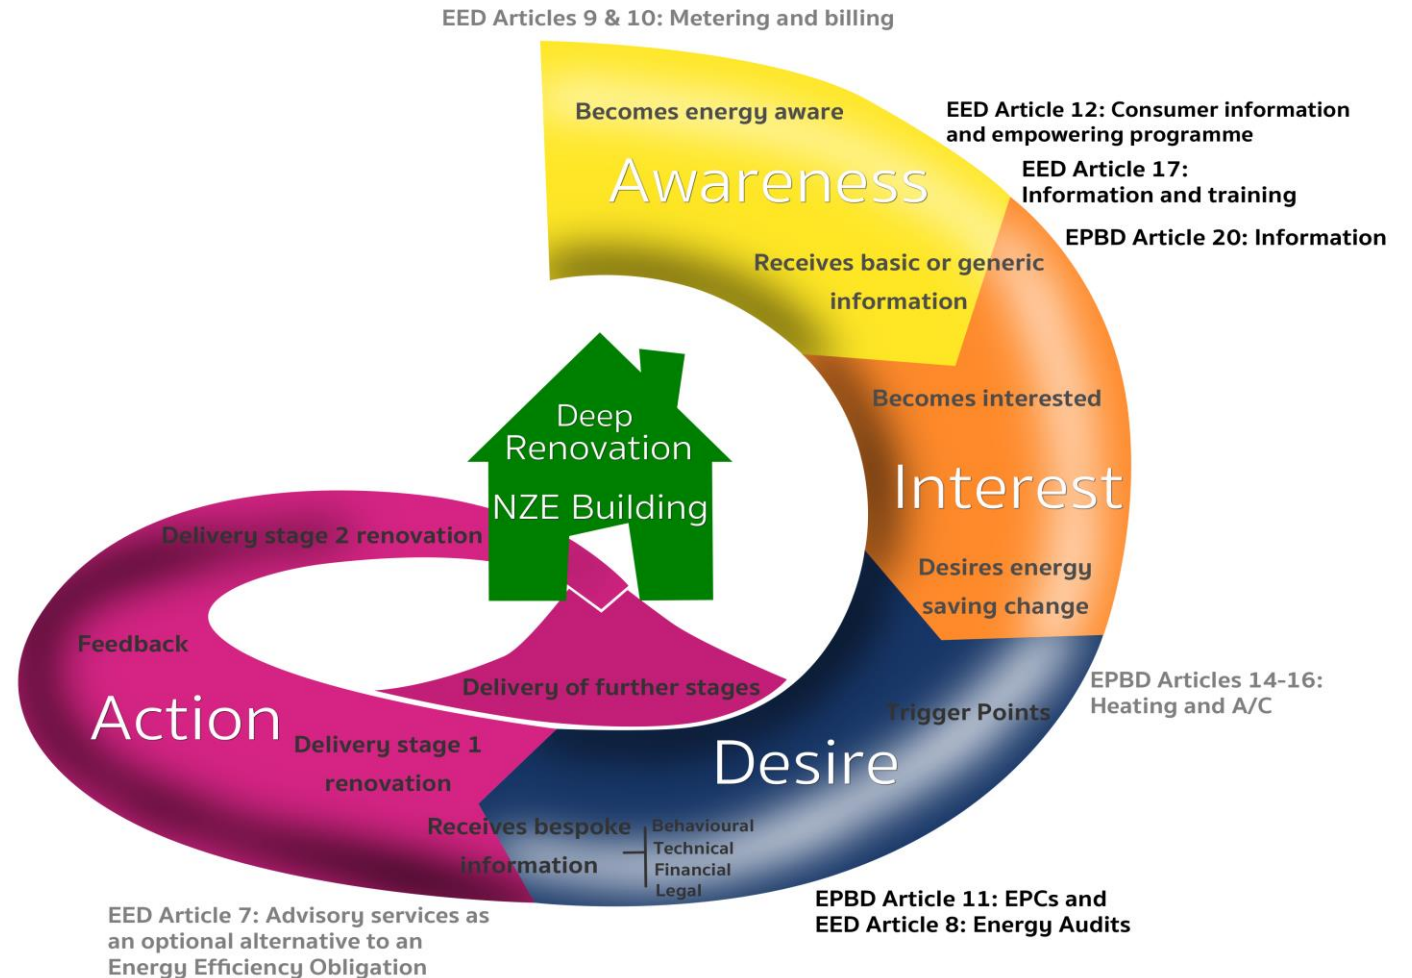 EED Articles 9 & 10: Metering and billing
Becomes energy aware
Awareness
EED Article 12: Consumer information
and empowering programme
EED Article 17:
Information and training
EPBD Article 20: Information
Receives basic or generic
information
Becomes interested
Interest
Desires energy
saving change
Deep
Renovation
NZE Building
EPBD Articles 14-16:
Heating and A/C
Trigger Points
Desire
Receives bespoke
information
Behavioural
Technical
Financial
Legal
EPBD Article 11: EPCs and
EED Article 8: Energy Audits
Delivery stage 1
renovation
Action
Feedback
Delivery stage 2 renovation
Delivery of further stages
EED Article 7: Advisory services as
an optional alternative to an
Energy Efficiency Obligation